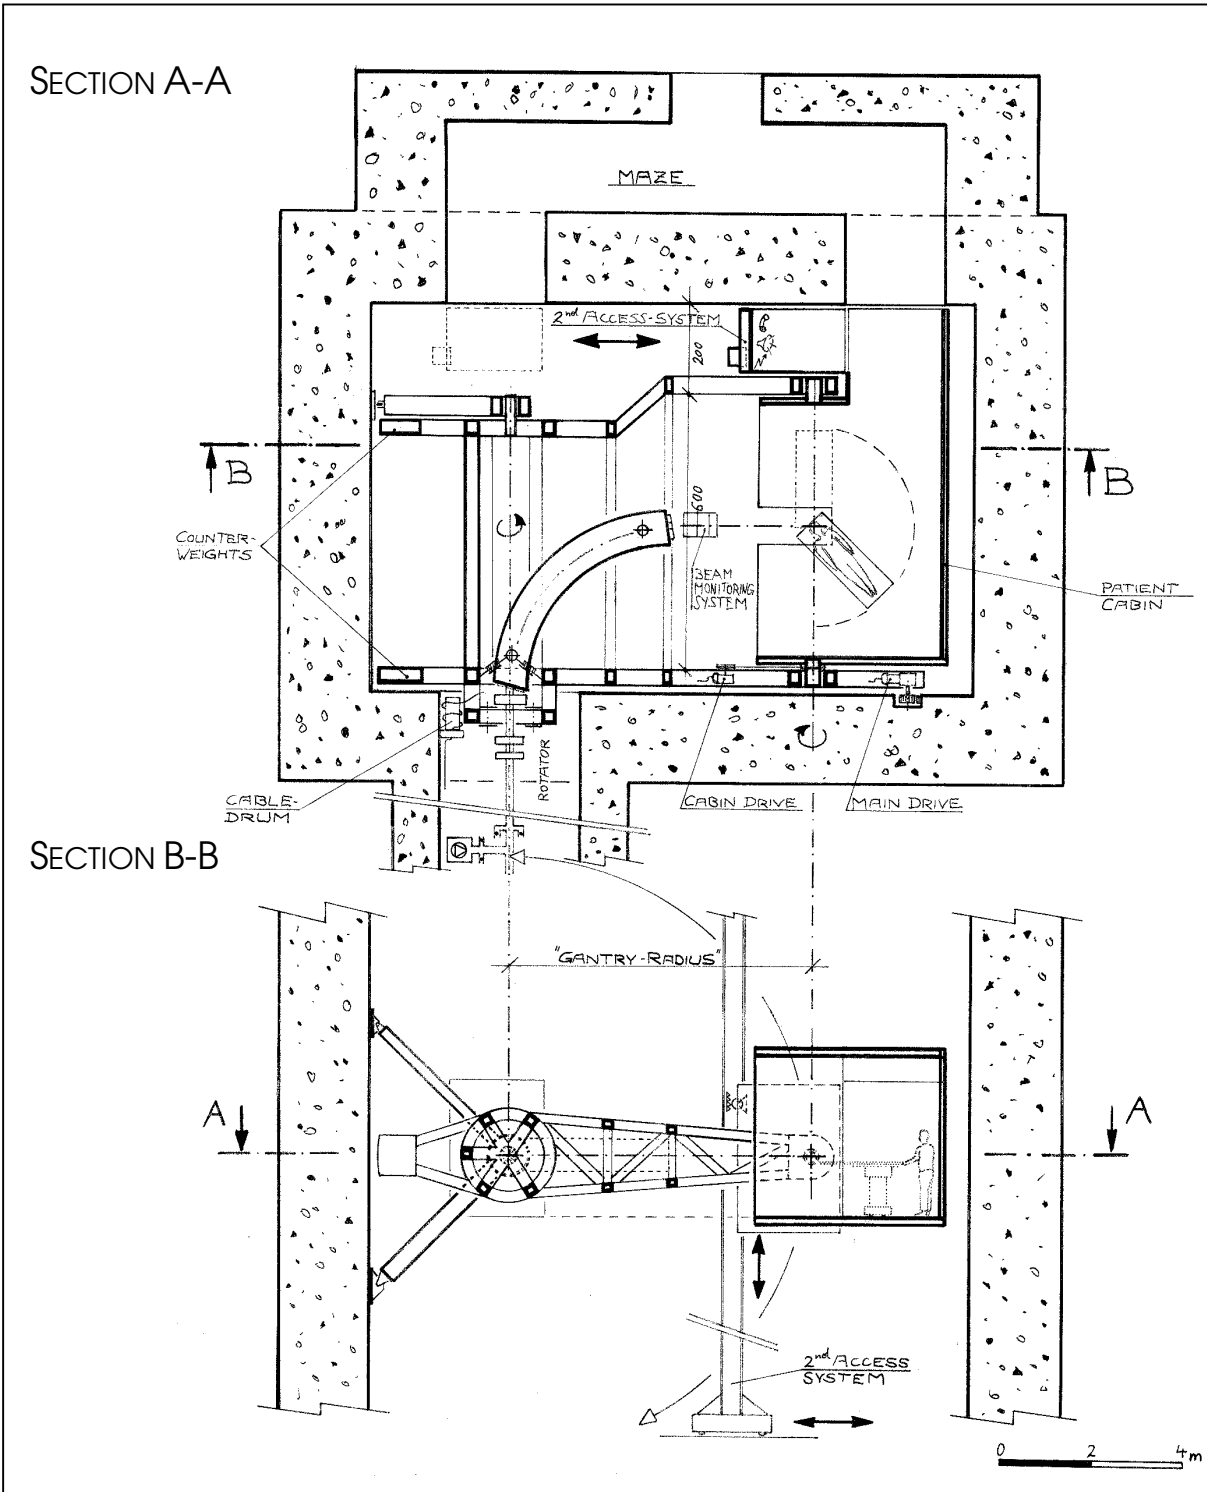 SECTION A-A
MAZE
2nd ACCESS-SYSTEM
200
B
B
COUNTER-
WEIGHTS
600
BEAM
MONITORING
SYSTEM
PATIENT
CABIN
ROTATOR
CABLE-
DRUM
CABIN DRIVE
MAIN DRIVE
SECTION B-B
"GANTRY-RADIUS"
A
A
2nd ACCESS
SYSTEM
0 2 4 m